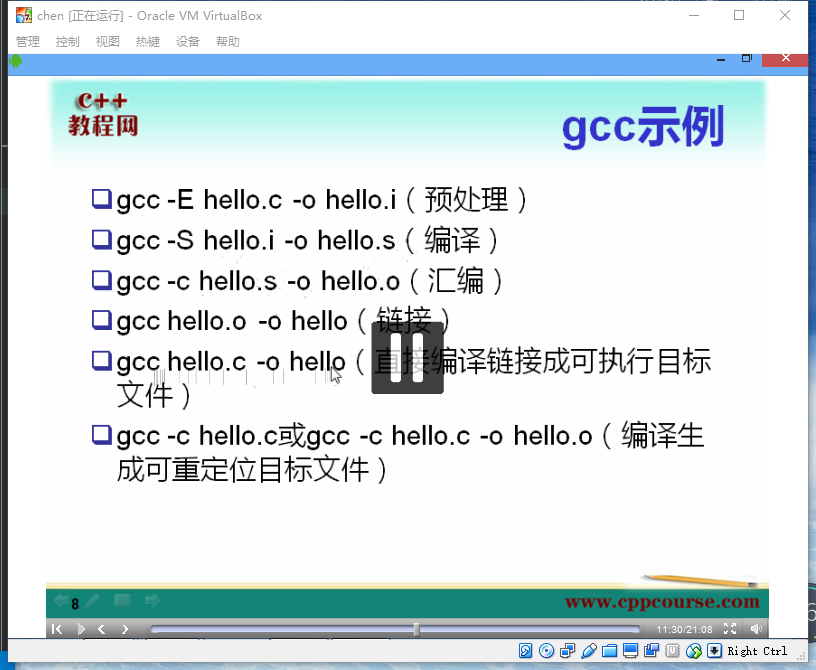 chen [正在运行] - Oracle VM VirtualBox
管理 控制 视图 热键 设备 帮助
C++
教程网
gcc示例
gcc -E hello.c -o hello.i（预处理）
gcc -S hello.i -o hello.s（编译）
gcc -c hello.s -o hello.o（汇编）
gcc hello.o -o hello（链接）
gcc hello.c -o hello（直接编译链接成可执行目标
文件）
gcc -c hello.c或gcc -c hello.c -o hello.o（编译生
成可重定位目标文件）
8
www.cppcourse.com
11:30/21:08
Right Ctrl